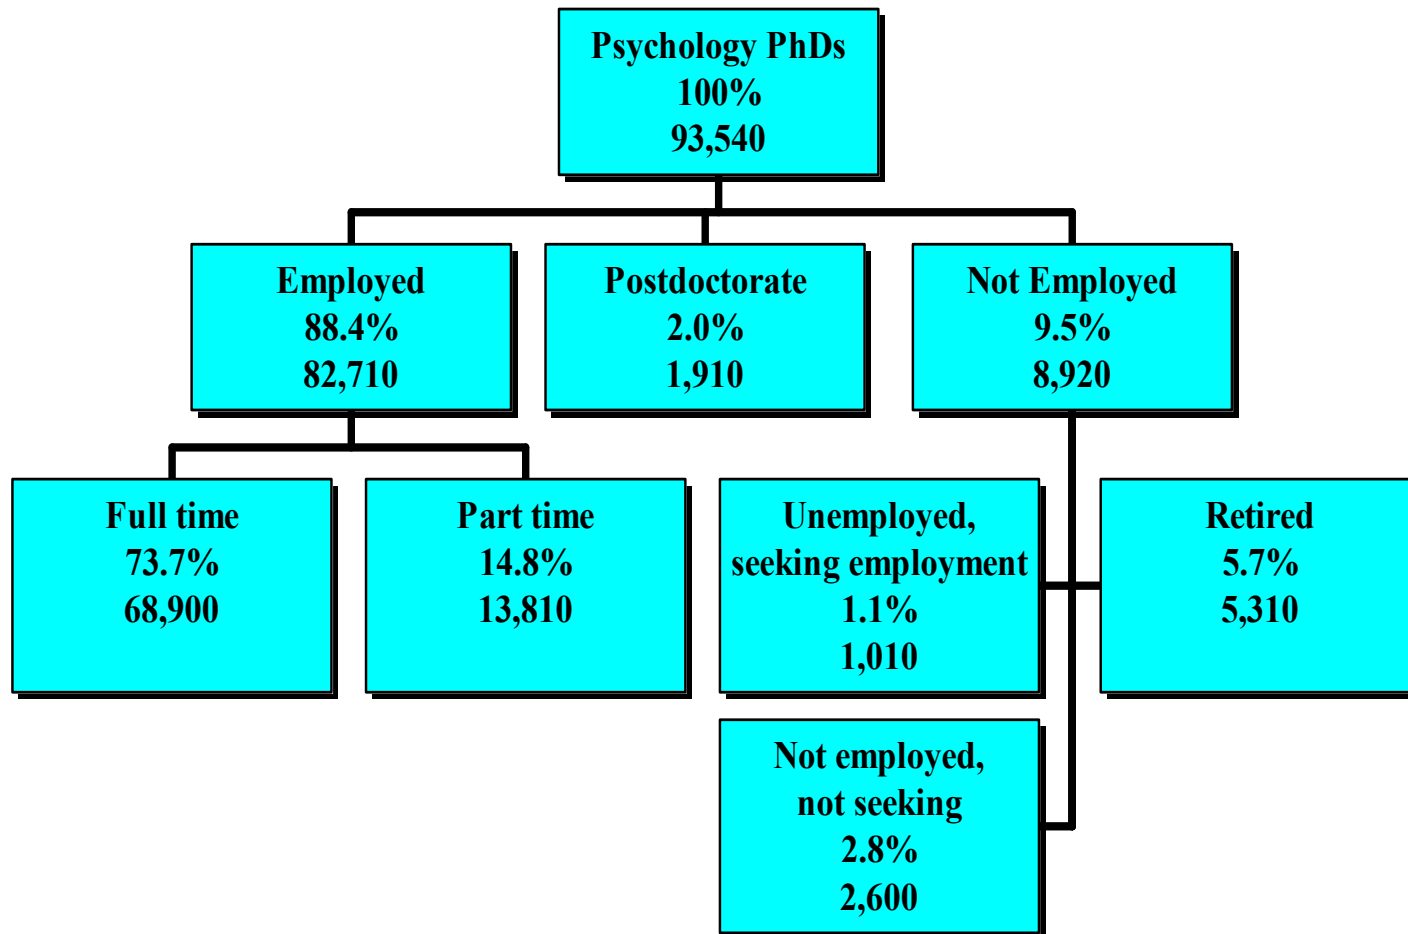 Psychology PhDs
100%
93,540
Employed
88.4%
82,710
Postdoctorate
2.0%
1,910
Not Employed
9.5%
8,920
Full time
73.7%
68,900
Part time
14.8%
13,810
Unemployed,
seeking employment
1.1%
1,010
Retired
5.7%
5,310
Not employed,
not seeking
2.8%
2,600